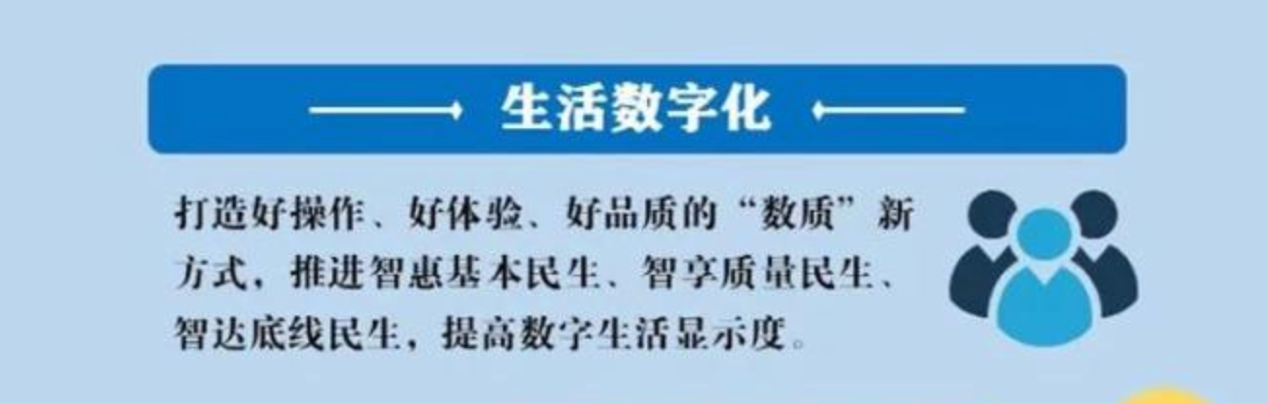 生活数字化
打造好操作、好体验、好品质的“数质”新
方式，推进智惠基本民生、智享质量民生、
智达底线民生，提高数字生活显示度。